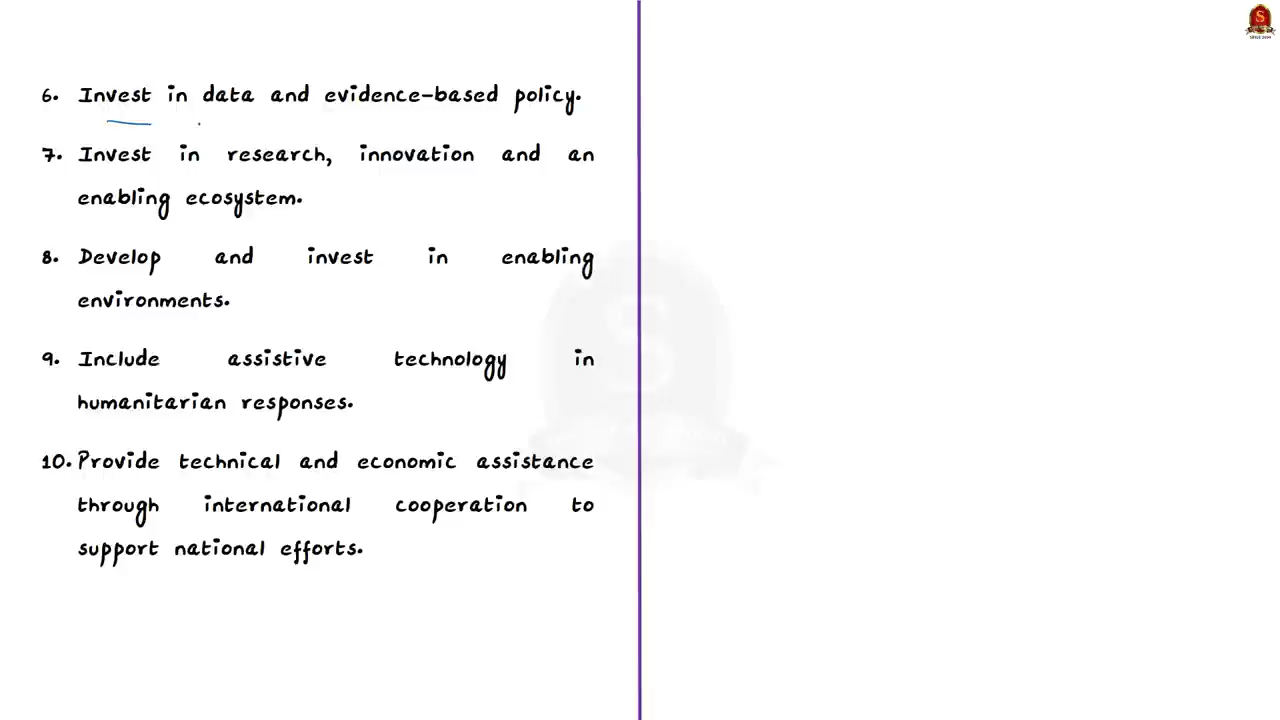 6. Invest in data and evidence-based policy.
7. Invest in research, innovation and an
enabling ecosystem.
8. Develop and invest in enabling
environments.
9. Include assistive technology in
humanitarian responses.
10. Provide technical and economic assistance
through international cooperation to
support national efforts.